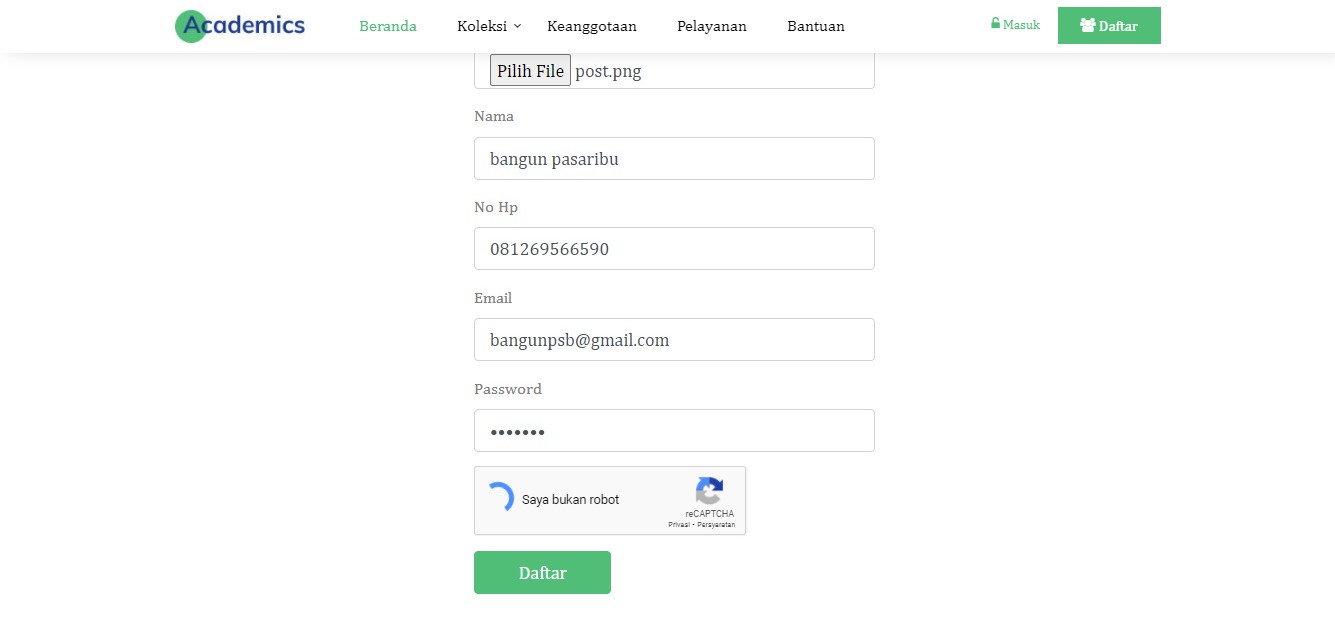 Academics Beranda Koleksi Keanggotaan Pelayanan Bantuan Masuk Daftar
Pilih File post.png
Nama
bangun pasaribu
No Hp
081269566590
Email
bangunpsb@gmail.com
Password
•••••••
Saya bukan robot
reCAPTCHA
Privasi - Persyaratan
Daftar